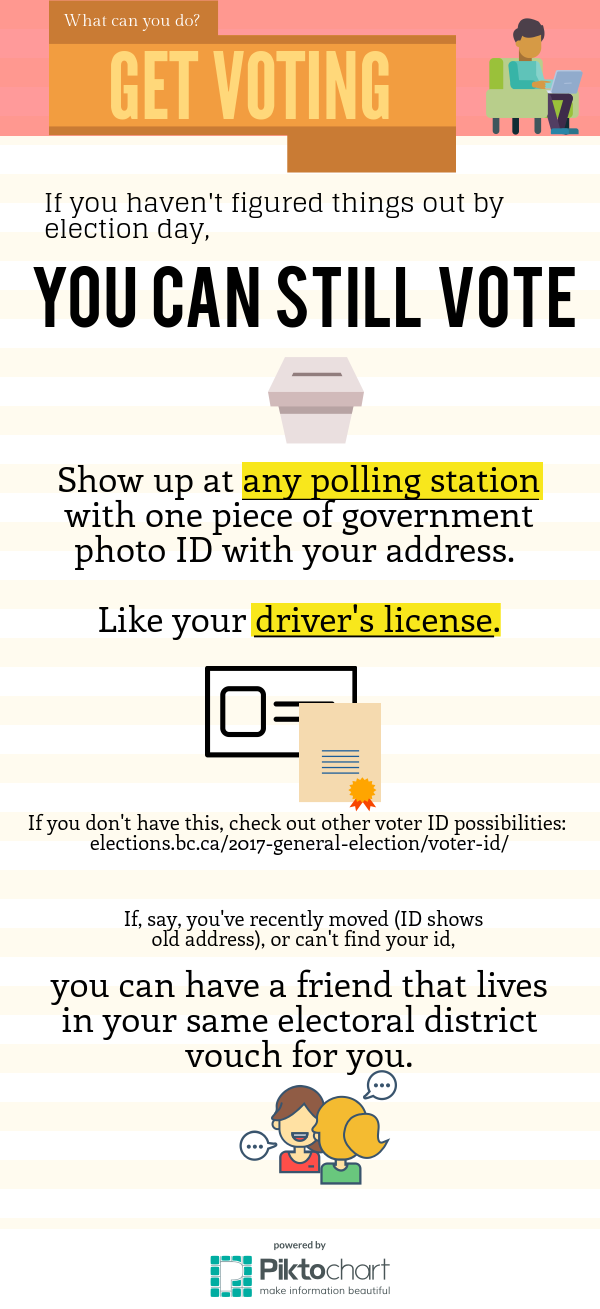 What can you do?
GET VOTING
If you haven't figured things out by
election day,
YOU CAN STILL VOTE
Show up at any polling station
with one piece of government
photo ID with your address.
Like your driver's license.
If you don't have this, check out other voter ID possibilities:
elections.bc.ca/2017-general-election/voter-id/
If, say, you've recently moved (ID shows
old address), or can't find your id,
you can have a friend that lives
in your same electoral district
vouch for you.
powered by
Piktochart
make information beautiful